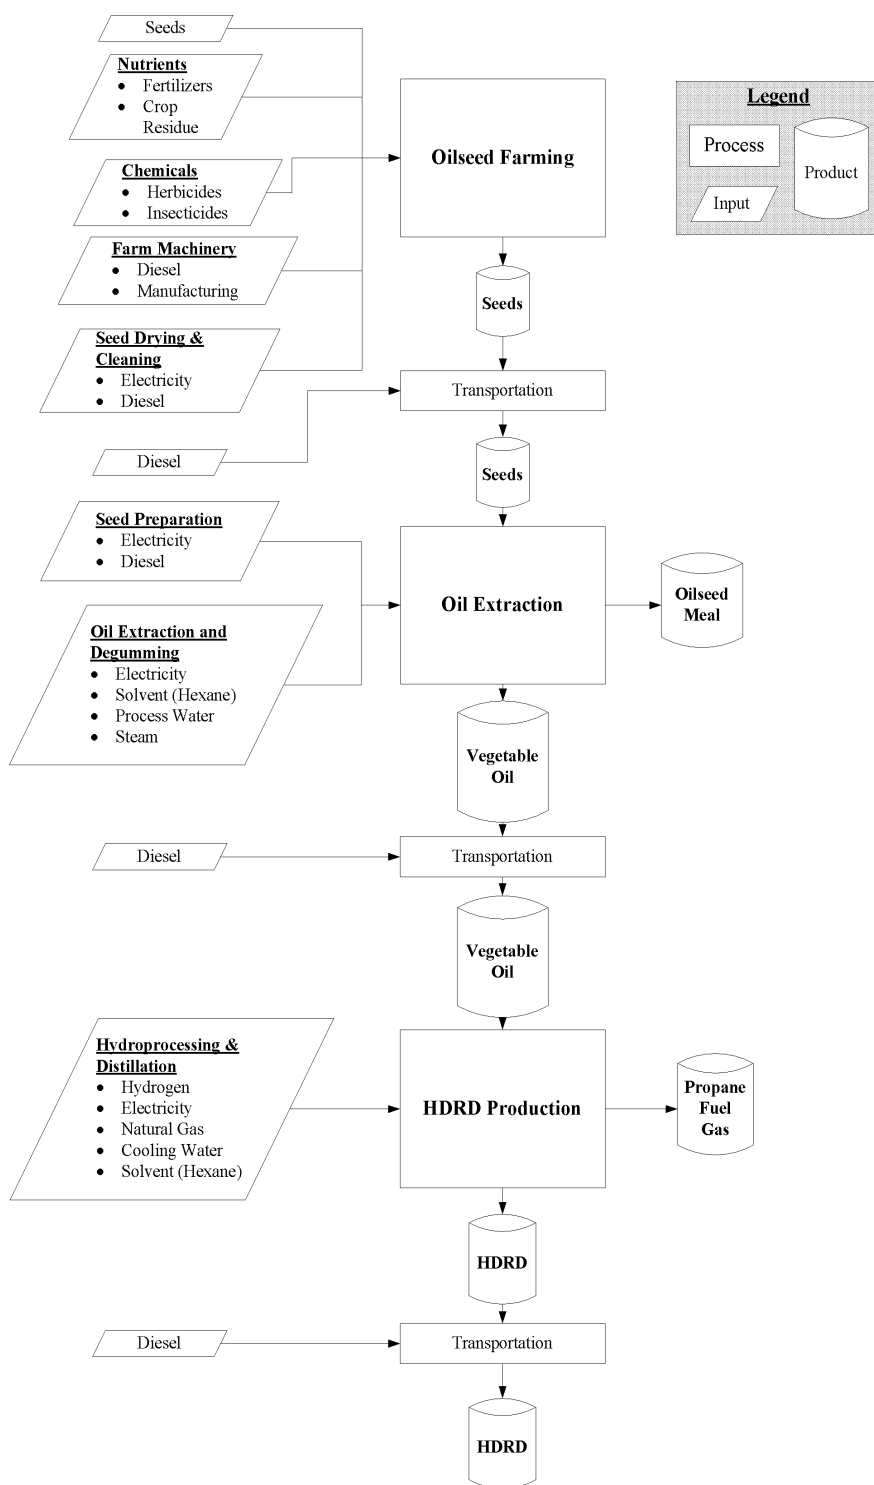 Seeds
Nutrients
● Fertilizers
● Crop
Residue
Chemicals
● Herbicides
● Insecticides
Farm Machinery
● Diesel
● Manufacturing
Seed Drying &
Cleaning
● Electricity
● Diesel
Oilseed Farming
Legend
Process
Product
Input
Seeds
Transportation
Diesel
Seeds
Seed Preparation
● Electricity
● Diesel
Oil Extraction
Oilseed
Meal
Oil Extraction and
Degumming
● Electricity
● Solvent (Hexane)
● Process Water
● Steam
Vegetable
Oil
Diesel
Transportation
Vegetable
Oil
Hydroprocessing &
Distillation
● Hydrogen
● Electricity
● Natural Gas
● Cooling Water
● Solvent (Hexane)
HDRD Production
Propane
Fuel
Gas
HDRD
Diesel
Transportation
HDRD